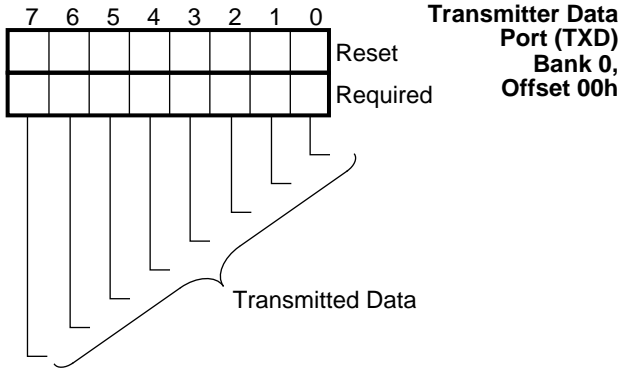 7 6 5 4 3 2 1 0
Transmitter Data
Port (TXD)
Bank 0,
Offset 00h
Reset
Required
Transmitted Data